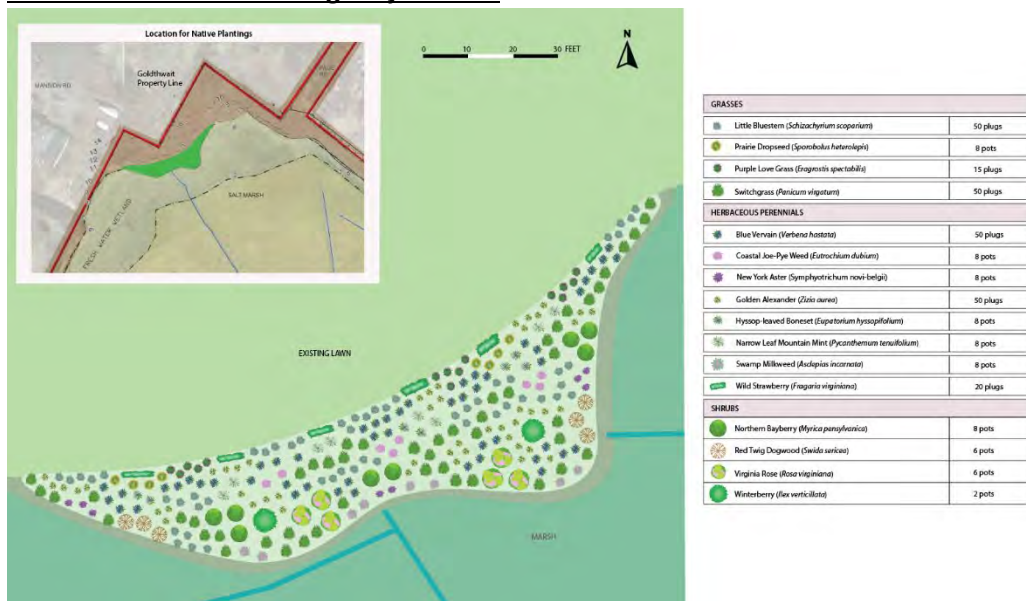 Location for Native Plantings
Goldthwait
Property Line
MANSION RD
FRESH WATER WETLAND
SALT MARSH
0 10 20 30 FEET
N
EXISTING LAWN
MARSH
GRASSES
Little Bluestem (Schizachyrium scoparium) 50 plugs
Prairie Dropseed (Sporobolus heterolepis) 8 pots
Purple Love Grass (Eragrostis spectabilis) 15 plugs
Switchgrass (Panicum virgatum) 50 plugs
HERBACEOUS PERENNIALS
Blue Vervain (Verbena hastata) 50 plugs
Coastal Joe-Pye Weed (Eutrochium dubium) 8 pots
New York Aster (Symphyotrichum novi-belgii) 8 pots
Golden Alexander (Zizia aurea) 50 plugs
Hyssop-leaved Boneset (Eupatorium hyssopifolium) 8 pots
Narrow Leaf Mountain Mint (Pycanthemum tenuifolium) 8 pots
Swamp Milkweed (Asclepias incarnata) 8 pots
Wild Strawberry (Fragaria virginiana) 20 plugs
SHRUBS
Northern Bayberry (Myrica pensylvanica) 8 pots
Red Twig Dogwood (Swida sericea) 6 pots
Virginia Rose (Rosa virginiana) 6 pots
Winterberry (Ilex verticillata) 2 pots